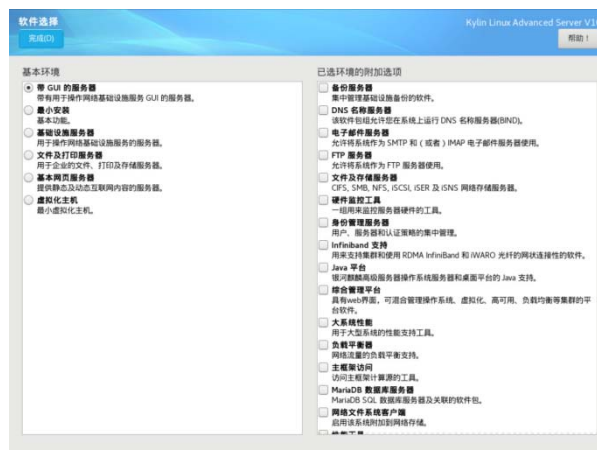 软件选择
Kylin Linux Advanced Server V10
完成(D)
帮助！
基本环境
带 GUI 的服务器
带有用于操作网络基础设施服务 GUI 的服务器。
最小安装
基本功能。
基础设施服务器
用于操作网络基础设施服务的服务器。
文件及打印服务器
用于企业的文件、打印及存储服务器。
基本网页服务器
提供静态及动态互联网内容的服务器。
虚拟化主机
最小虚拟化主机。
已选环境的附加选项
备份服务器
集中管理基础设施备份的软件。
DNS 名称服务器
该软件包组允许您在系统上运行 DNS 名称服务器(BIND)。
电子邮件服务器
允许将系统作为 SMTP 和（或者）IMAP 电子邮件服务器使用。
FTP 服务器
允许将系统作为 FTP 服务器使用。
文件及存储服务器
CIFS, SMB, NFS, iSCSI, iSER 及 iSNS 网络存储服务器。
硬件监控工具
一组用来监控服务器硬件的工具。
身份管理服务器
用户、服务器和认证策略的集中管理。
Infiniband 支持
用来支持集群和使用 RDMA InfiniBand 和 iWARO 光纤的网状连接性的软件。
Java 平台
银河麒麟高级服务器操作系统服务器和桌面平台的 Java 支持。
综合管理平台
具有web界面，可混合管理操作系统、虚拟化、高可用、负载均衡等集群的平
台软件。
大系统性能
用于大型系统的性能支持工具。
负载平衡器
网络流量的负载平衡支持。
主框架访问
访问主框架计算源的工具。
MariaDB 数据库服务器
MariaDB SQL 数据库服务器及关联的软件包。
网络文件系统客户端
启用该系统附加到网络存储。
性能工具